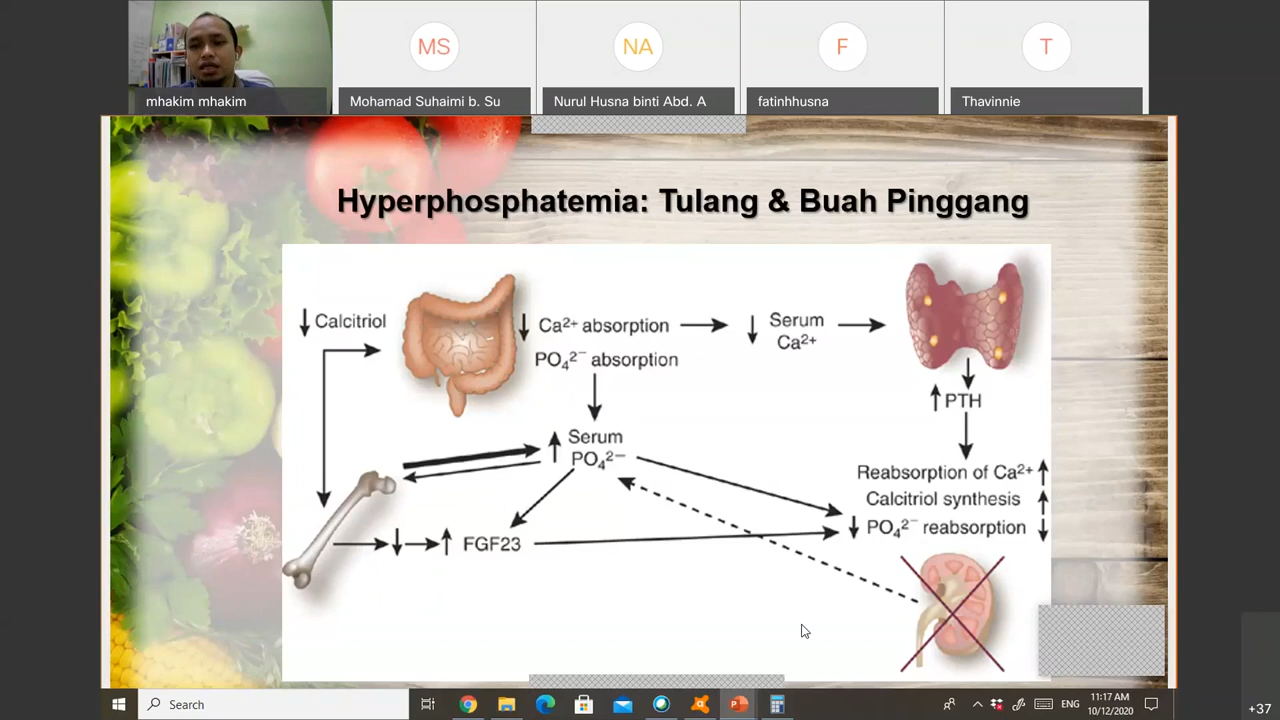 MS
NA
F
T
mhakim mhakim
Mohamad Suhaimi b. Su
Nurul Husna binti Abd. A
fatinhhusna
Thavinnie
Hyperphosphatemia: Tulang & Buah Pinggang
↓ Calcitriol
↓ Ca²⁺ absorption
PO₄²⁻ absorption
↓ Serum
Ca²⁺
↑ PTH
↑ Serum
PO₄²⁻
Reabsorption of Ca²⁺ ↑
Calcitriol synthesis ↑
↓ PO₄²⁻ reabsorption ↓
↓ → ↑ FGF23
Search
ENG
11:17 AM
10/12/2020
+37